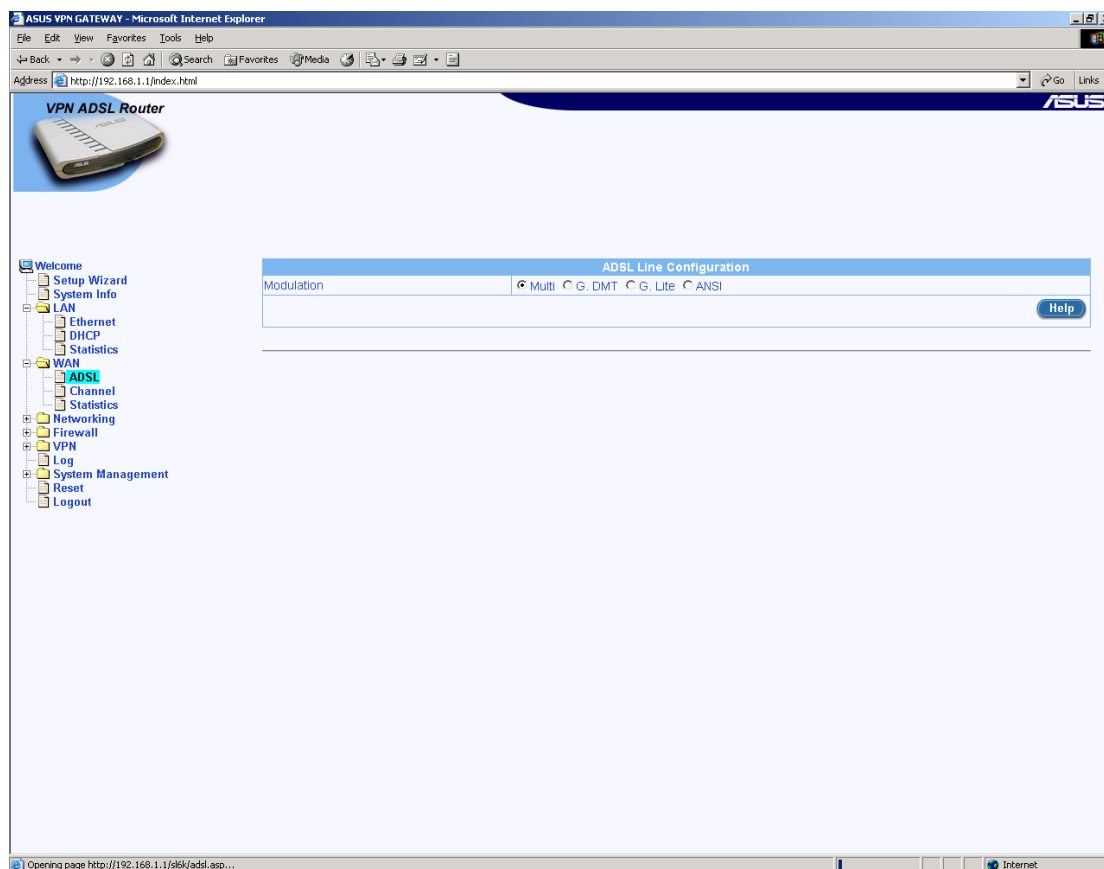 ASUS VPN GATEWAY - Microsoft Internet Explorer
File Edit View Favorites Tools Help
Back Search Favorites Media
Address http://192.168.1.1/index.html Go Links
VPN ADSL Router
ASUS
Welcome
Setup Wizard
System Info
LAN
Ethernet
DHCP
Statistics
WAN
ADSL
Channel
Statistics
Networking
Firewall
VPN
Log
System Management
Reset
Logout
ADSL Line Configuration
Modulation Multi G. DMT G. Lite ANSI
Help
Opening page http://192.168.1.1/sl6k/adsl.asp... Internet